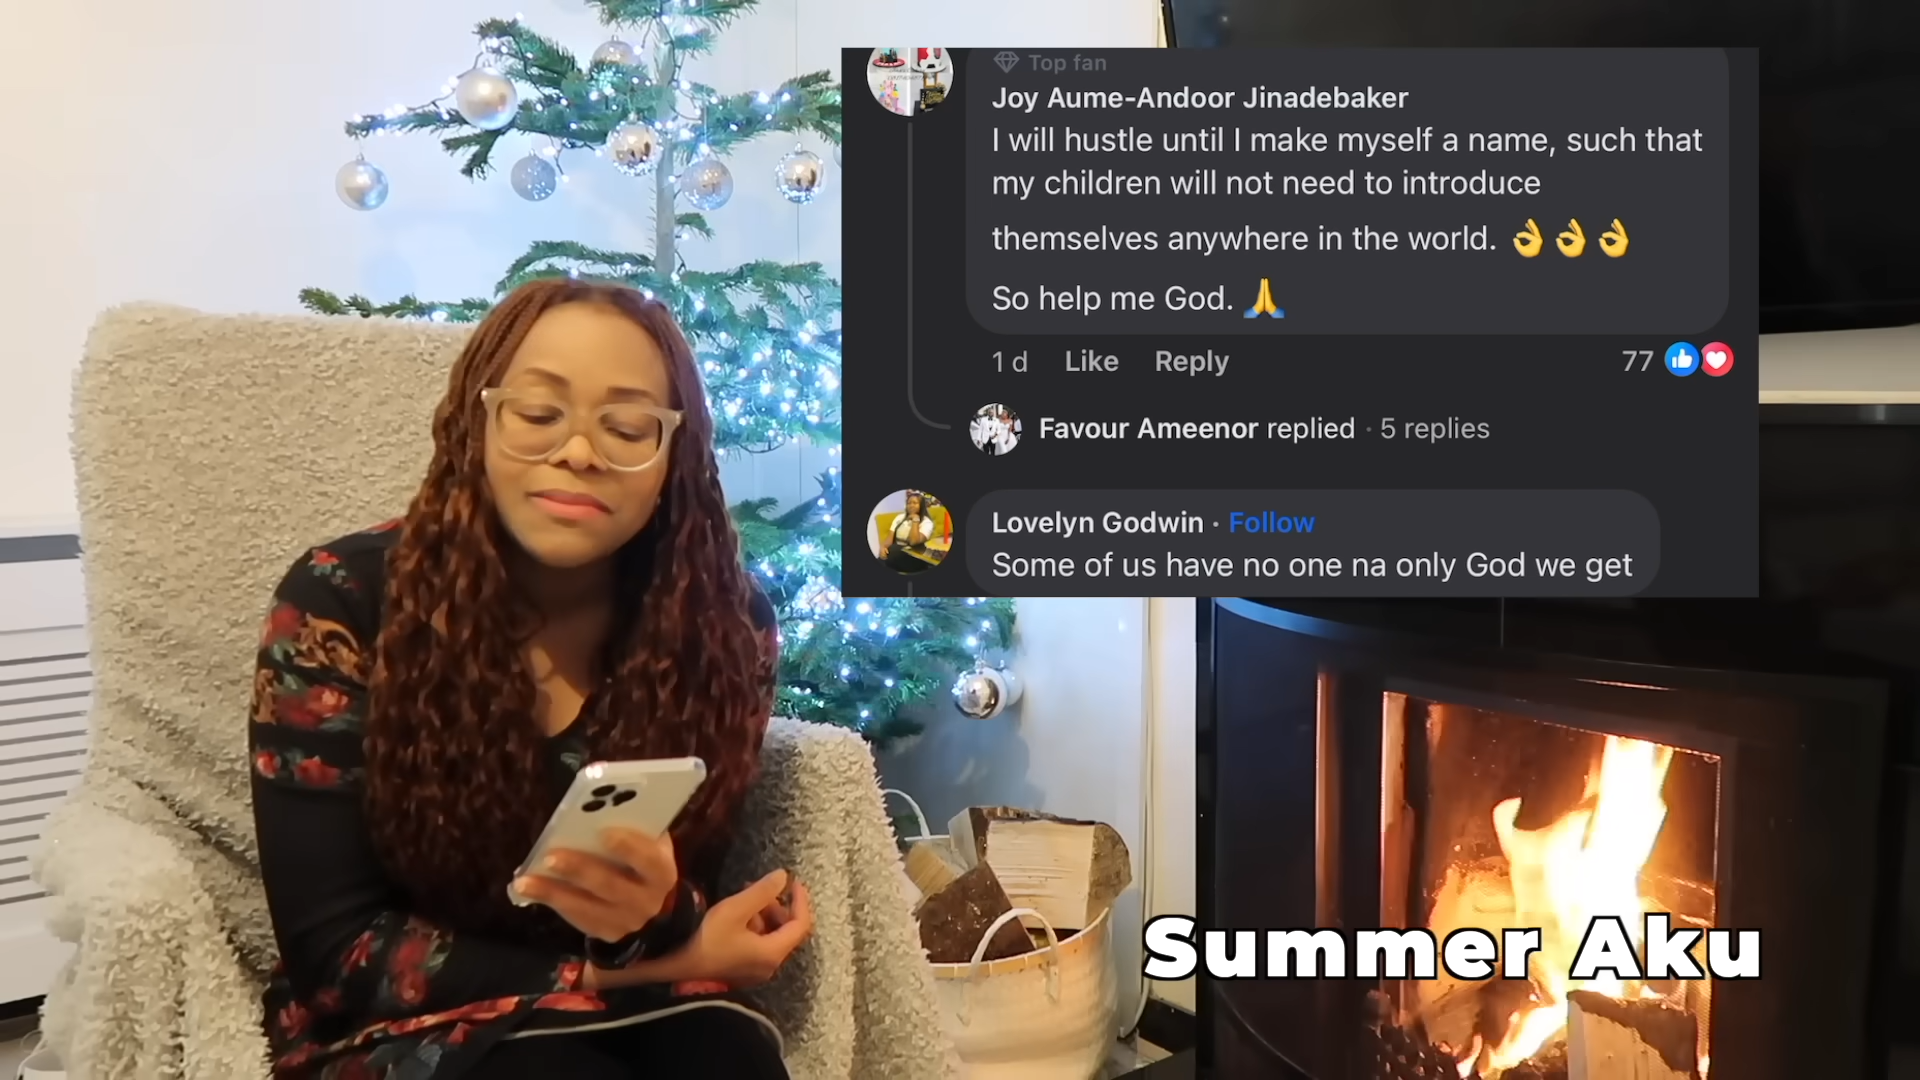 Top fan
Joy Aume-Andoor Jinadebaker
I will hustle until I make myself a name, such that
my children will not need to introduce
themselves anywhere in the world. 👌👌👌
So help me God. 🙏
1 d Like Reply 77
Favour Ameenor replied · 5 replies
Lovelyn Godwin · Follow
Some of us have no one na only God we get
Summer Aku